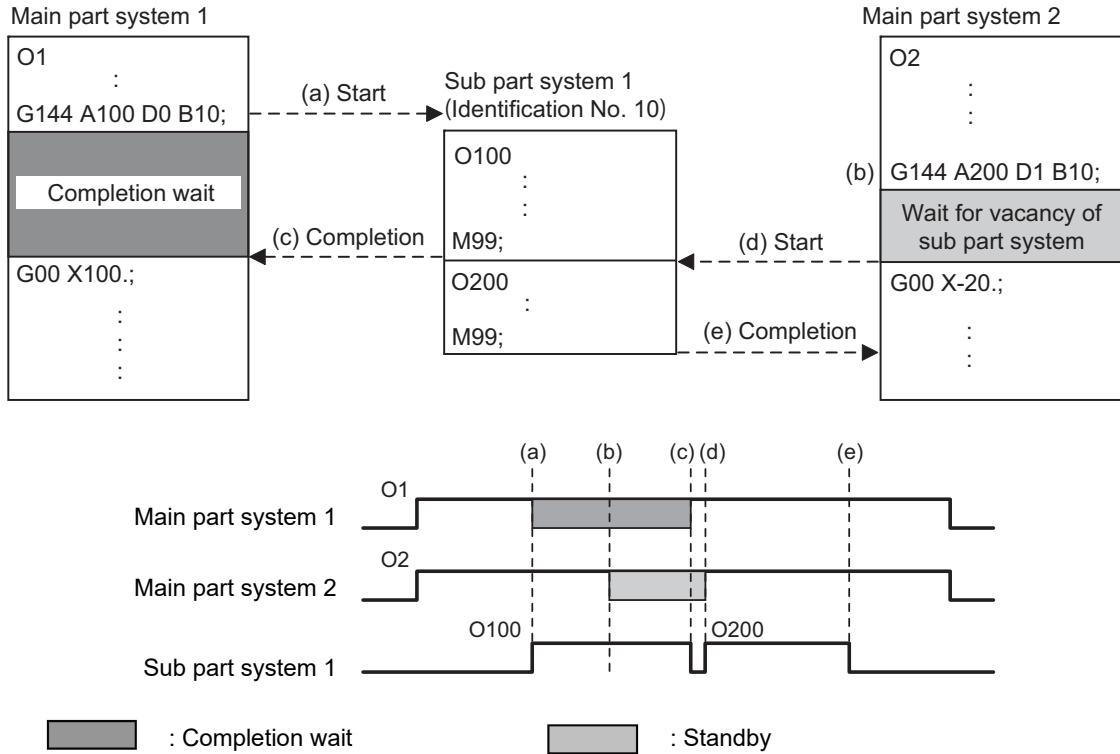 Main part system 1
Main part system 2
O1
:
G144 A100 D0 B10;
Completion wait
G00 X100.;
:
:
:
(a) Start
Sub part system 1
(Identification No. 10)
O100
:
:
M99;
O200
:
M99;
(c) Completion
(d) Start
(e) Completion
O2
:
:
(b)
G144 A200 D1 B10;
Wait for vacancy of
sub part system
G00 X-20.;
:
:
(a) (b) (c) (d) (e)
O1
Main part system 1
O2
Main part system 2
O100 O200
Sub part system 1
: Completion wait : Standby